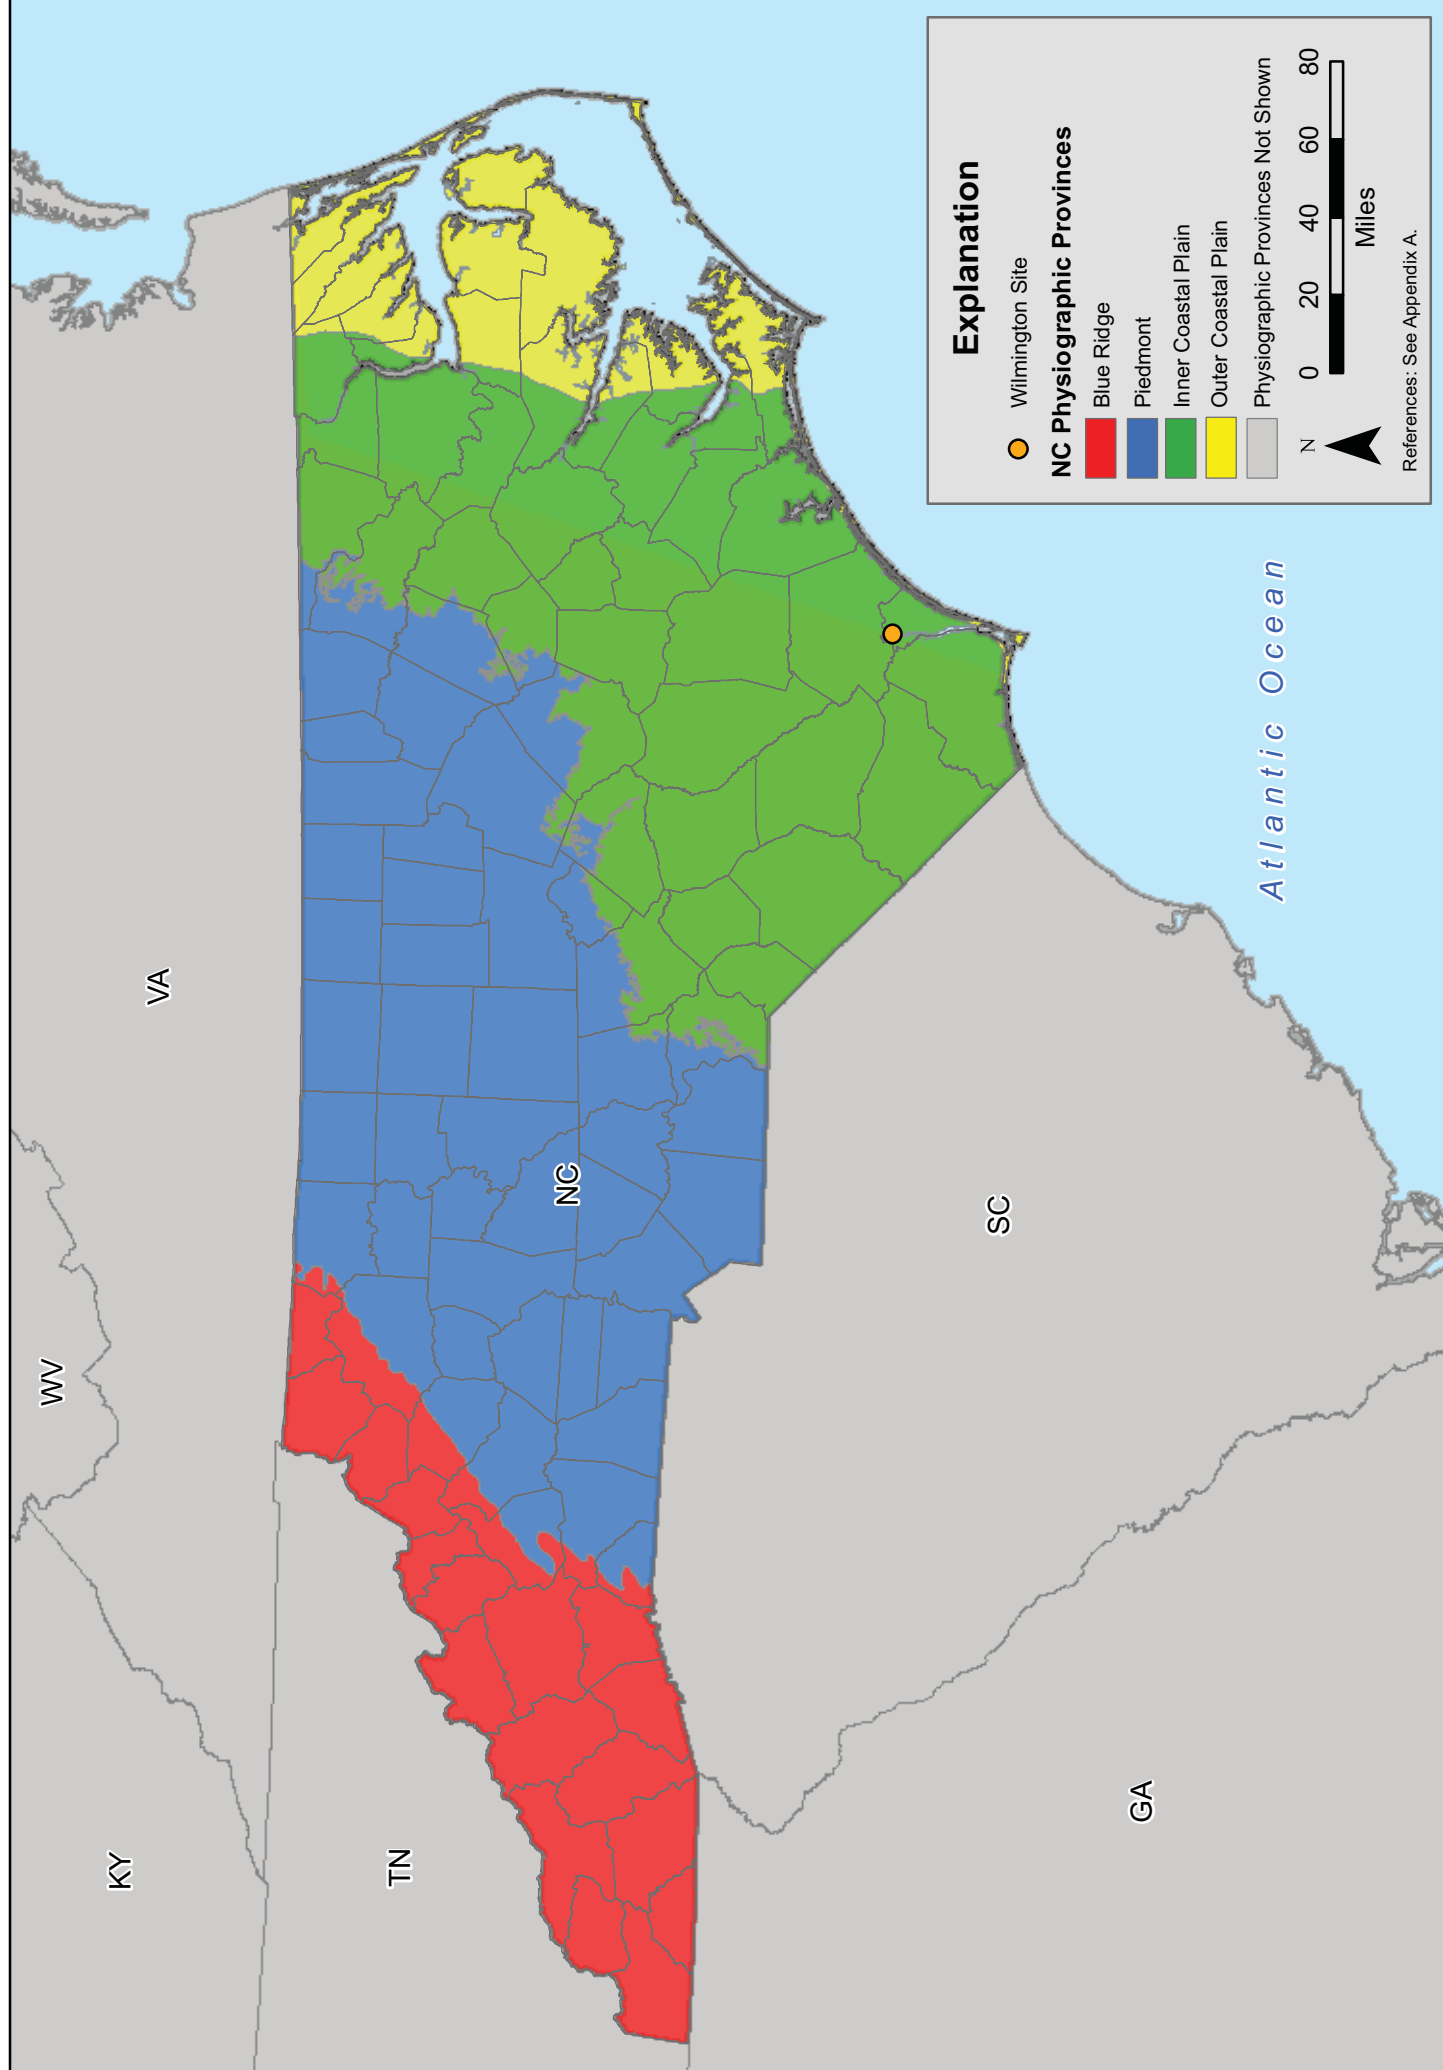 KY
WV
VA
TN
NC
SC
GA
Atlantic Ocean
Explanation
Wilmington Site
NC Physiographic Provinces
Blue Ridge
Piedmont
Inner Coastal Plain
Outer Coastal Plain
Physiographic Provinces Not Shown
N
0 20 40 60 80
Miles
References: See Appendix A.